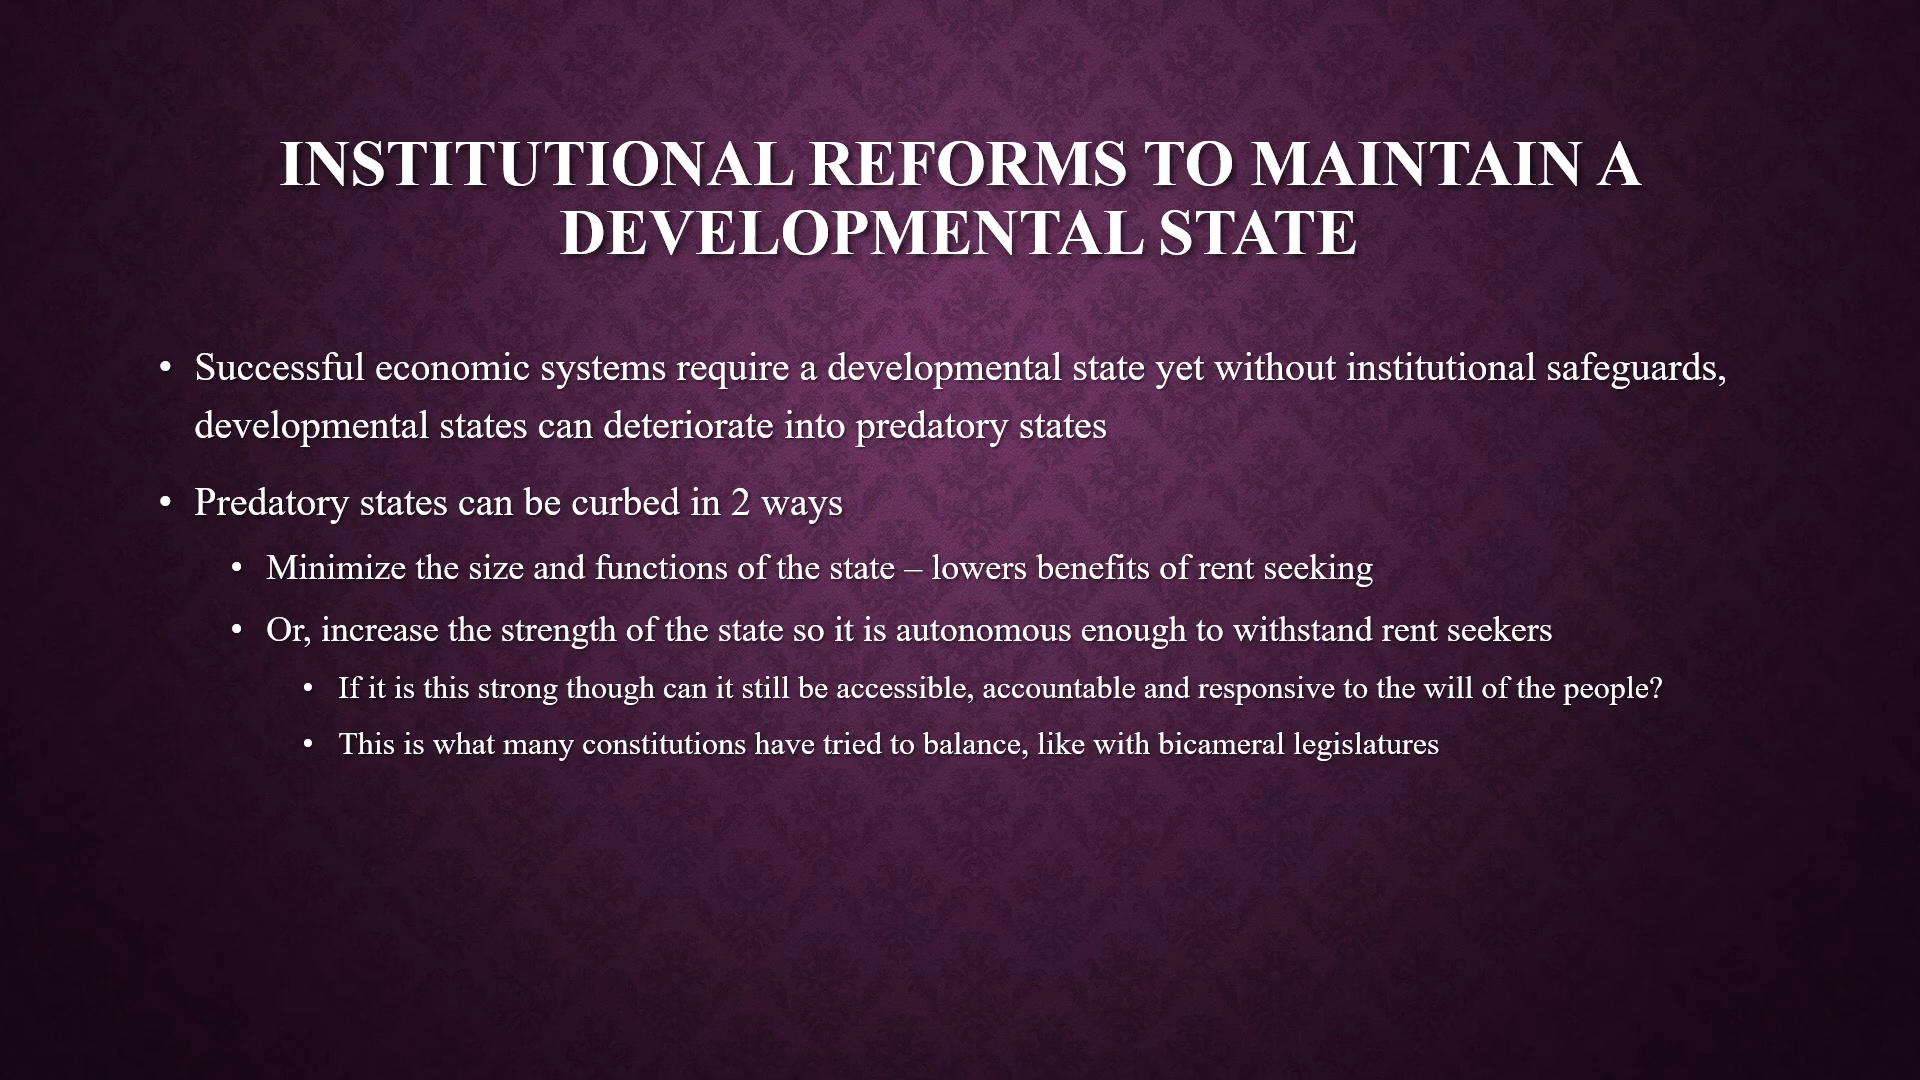 INSTITUTIONAL REFORMS TO MAINTAIN A
DEVELOPMENTAL STATE
• Successful economic systems require a developmental state yet without institutional safeguards,
developmental states can deteriorate into predatory states
• Predatory states can be curbed in 2 ways
• Minimize the size and functions of the state – lowers benefits of rent seeking
• Or, increase the strength of the state so it is autonomous enough to withstand rent seekers
• If it is this strong though can it still be accessible, accountable and responsive to the will of the people?
• This is what many constitutions have tried to balance, like with bicameral legislatures